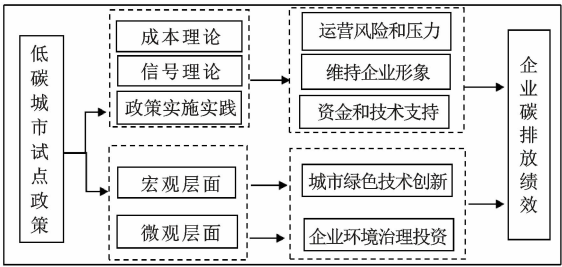 低碳城市试点政策
成本理论
信号理论
政策实施实践
运营风险和压力
维持企业形象
资金和技术支持
宏观层面
微观层面
城市绿色技术创新
企业环境治理投资
企业碳排放绩效